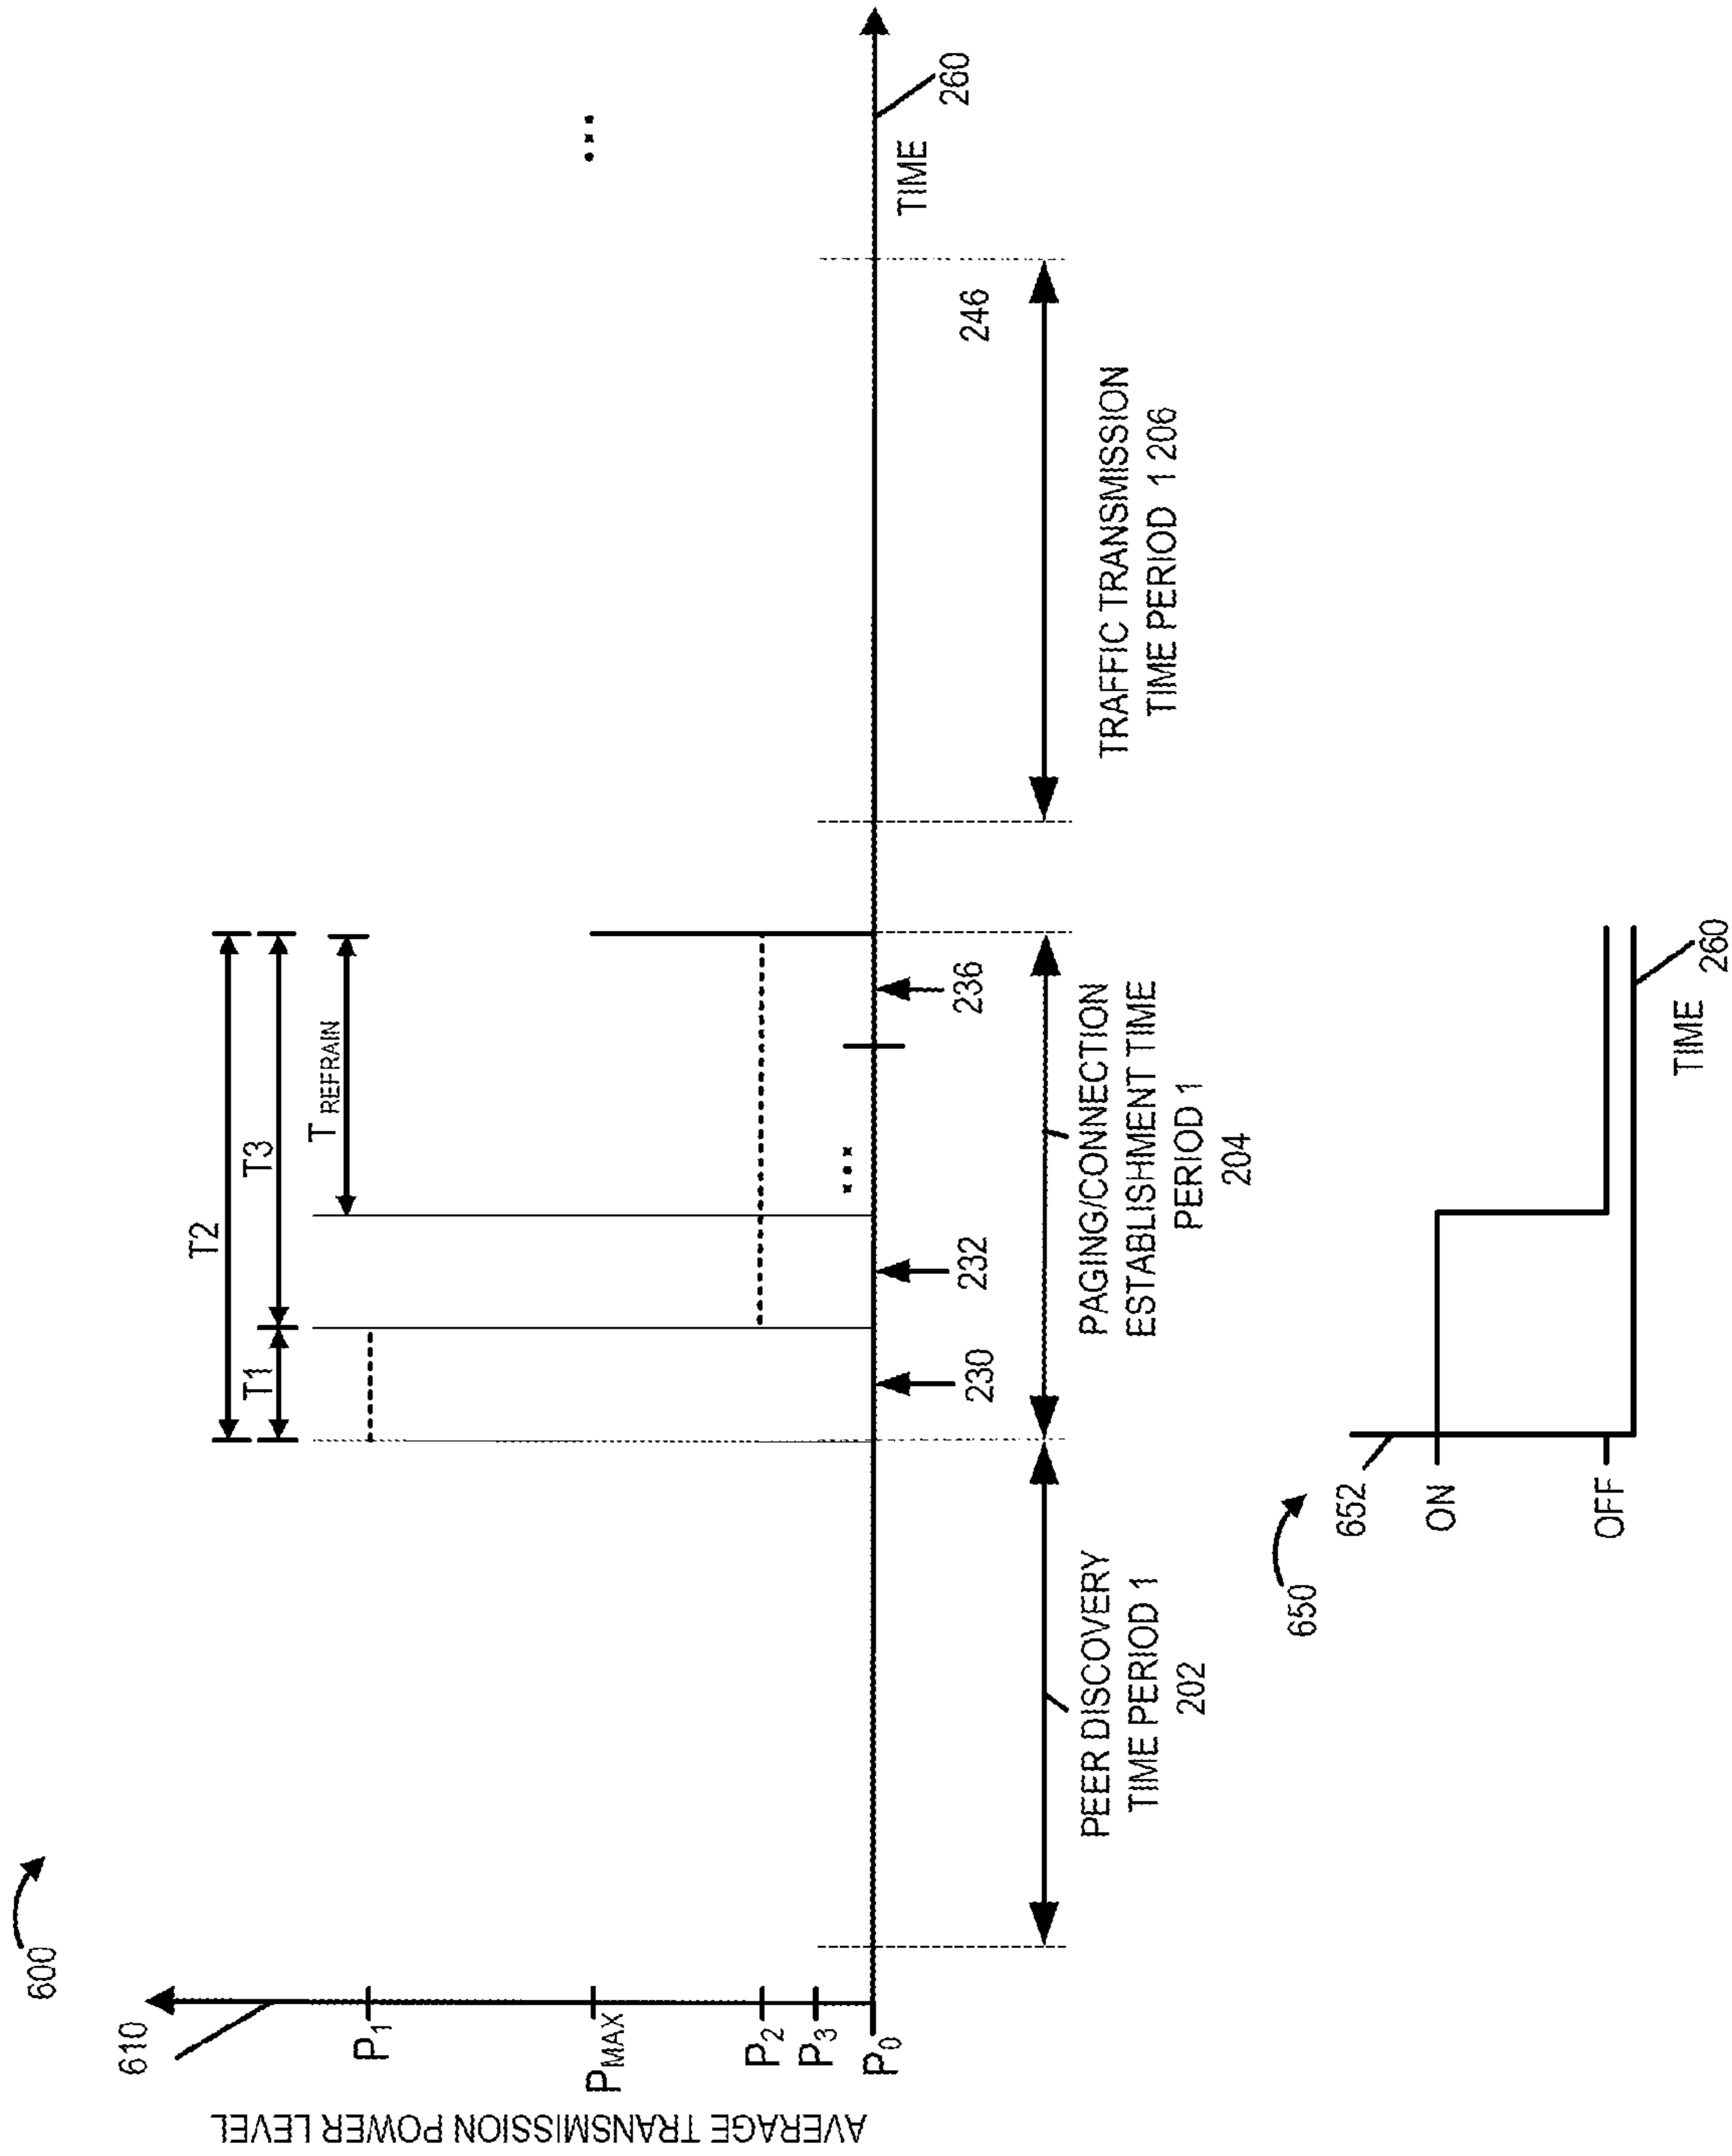 600
610
AVERAGE TRANSMISSION POWER LEVEL
P1
PMAX
P2
P3
P0
T2
T1
T3
T REFRAIN
...
...
230
232
236
246
TIME
260
PEER DISCOVERY
TIME PERIOD 1
202
PAGING/CONNECTION
ESTABLISHMENT TIME
PERIOD 1
204
TRAFFIC TRANSMISSION
TIME PERIOD 1 206
650
652
ON
OFF
TIME
260